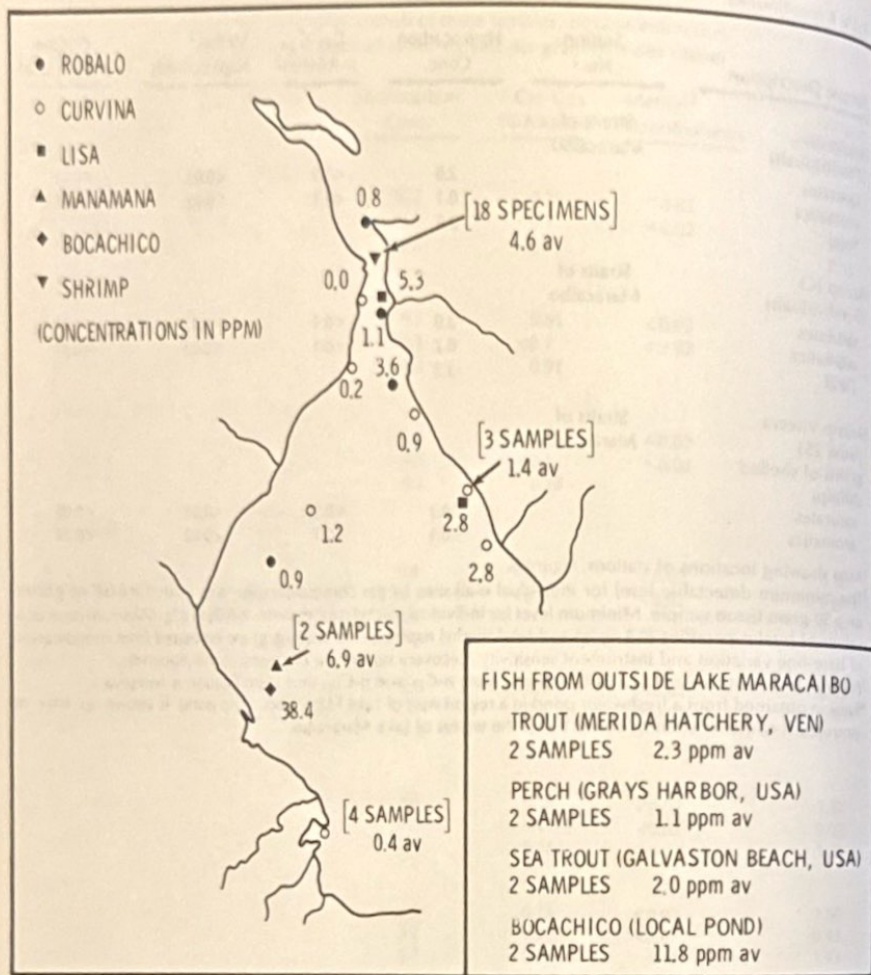 ROBALO
CURVINA
LISA
MANAMANA
BOCACHICO
SHRIMP
(CONCENTRATIONS IN PPM)
0.8
[18 SPECIMENS]
4.6 av
0.0
5.3
1.1
0.2
3.6
0.9
[3 SAMPLES]
1.4 av
2.8
1.2
2.8
0.9
[2 SAMPLES]
6.9 av
38.4
[4 SAMPLES]
0.4 av
FISH FROM OUTSIDE LAKE MARACAIBO
TROUT (MERIDA HATCHERY, VEN)
2 SAMPLES 2.3 ppm av
PERCH (GRAYS HARBOR, USA)
2 SAMPLES 1.1 ppm av
SEA TROUT (GALVASTON BEACH, USA)
2 SAMPLES 2.0 ppm av
BOCACHICO (LOCAL POND)
2 SAMPLES 11.8 ppm av